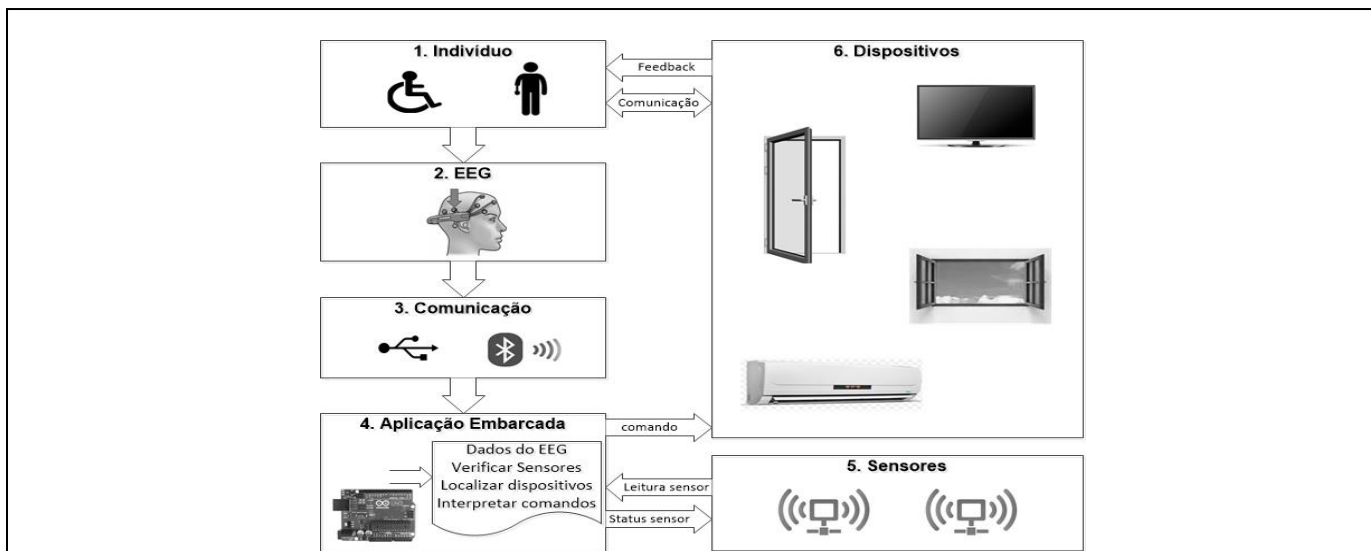 1. Indivíduo
6. Dispositivos
Feedback
Comunicação
2. EEG
3. Comunicação
4. Aplicação Embarcada
comando
Dados do EEG
Verificar Sensores
Localizar dispositivos
Interpretar comandos
5. Sensores
Leitura sensor
Status sensor